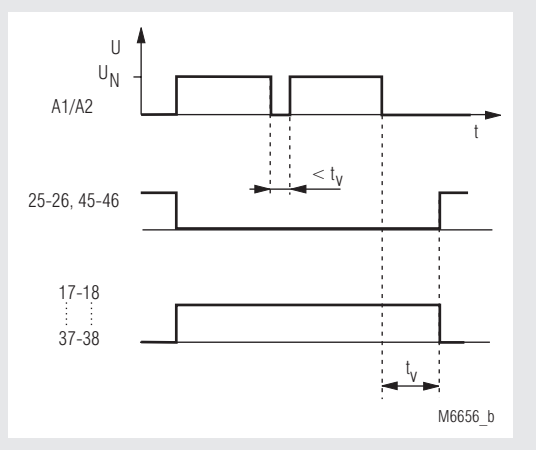 U
U_N
A1/A2
t
< t_v
25-26, 45-46
17-18
37-38
t_v
M6656_b